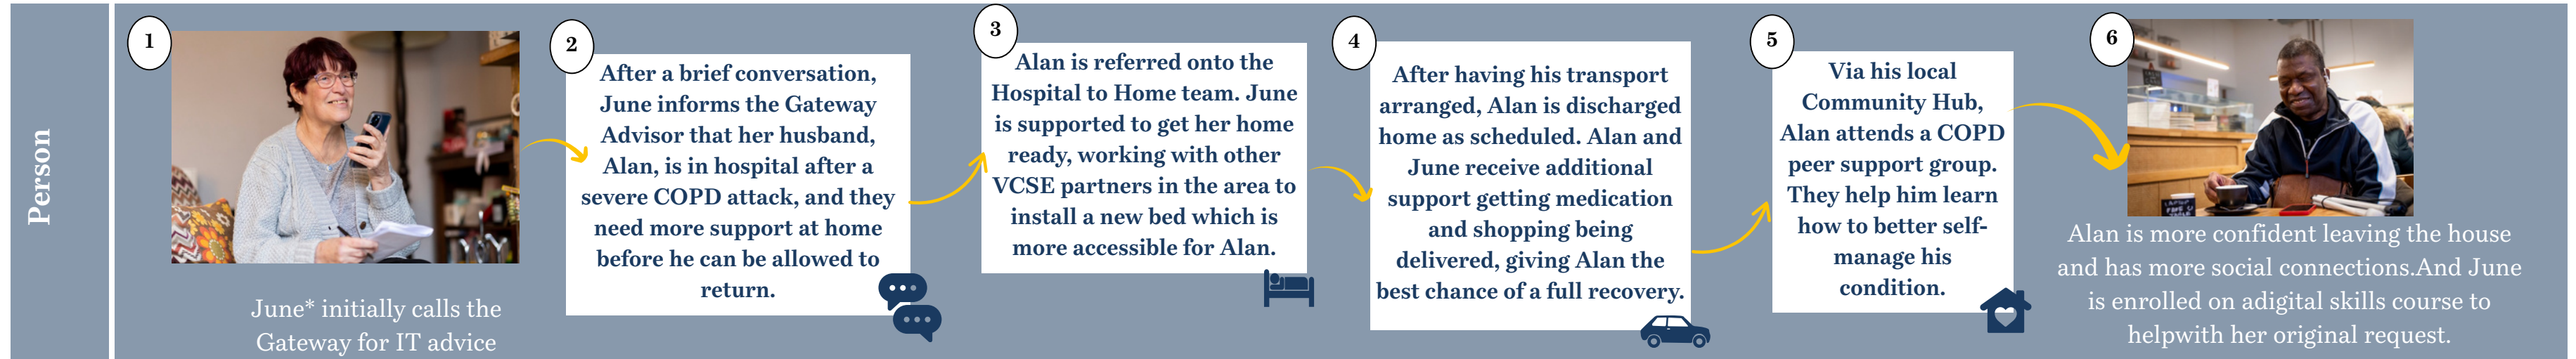 Person
1
June* initially calls the
Gateway for IT advice
2
After a brief conversation,
June informs the Gateway
Advisor that her husband,
Alan, is in hospital after a
severe COPD attack, and they
need more support at home
before he can be allowed to
return.
3
Alan is referred onto the
Hospital to Home team. June
is supported to get her home
ready, working with other
VCSE partners in the area to
install a new bed which is
more accessible for Alan.
4
After having his transport
arranged, Alan is discharged
home as scheduled. Alan and
June receive additional
support getting medication
and shopping being
delivered, giving Alan the
best chance of a full recovery.
5
Via his local
Community Hub,
Alan attends a COPD
peer support group.
They help him learn
how to better self-
manage his
condition.
6
Alan is more confident leaving the house
and has more social connections.And June
is enrolled on adigital skills course to
helpwith her original request.